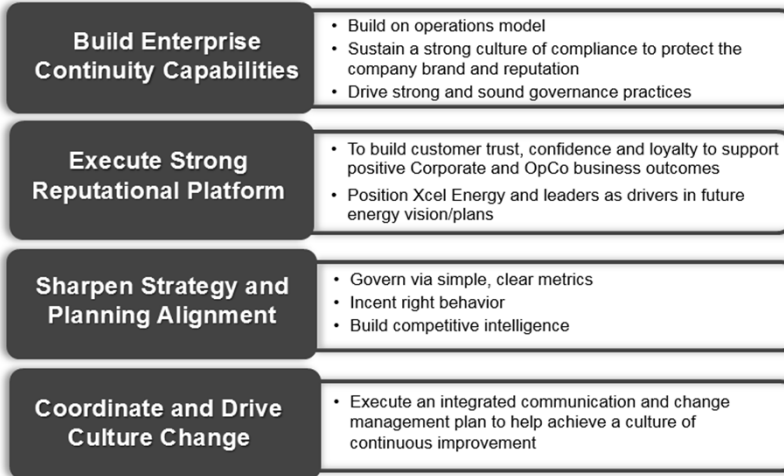 Build Enterprise
Continuity Capabilities
• Build on operations model
• Sustain a strong culture of compliance to protect the
company brand and reputation
• Drive strong and sound governance practices
Execute Strong
Reputational Platform
• To build customer trust, confidence and loyalty to support
positive Corporate and OpCo business outcomes
• Position Xcel Energy and leaders as drivers in future
energy vision/plans
Sharpen Strategy and
Planning Alignment
• Govern via simple, clear metrics
• Incent right behavior
• Build competitive intelligence
Coordinate and Drive
Culture Change
• Execute an integrated communication and change
management plan to help achieve a culture of
continuous improvement